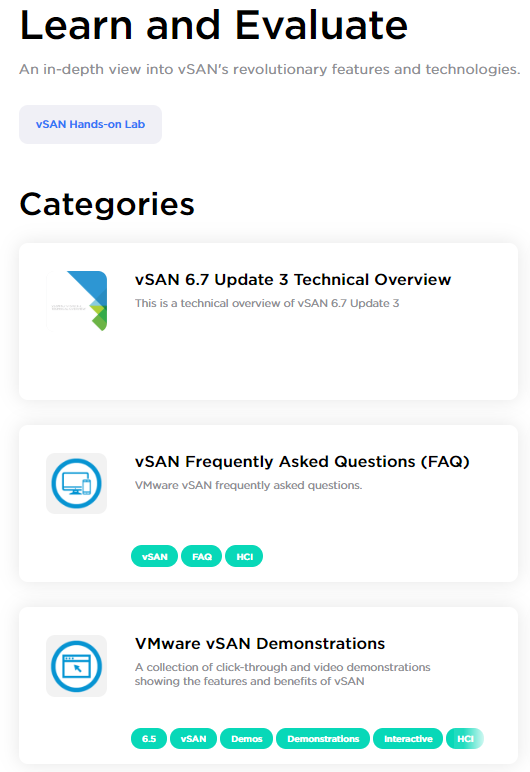 Learn and Evaluate
An in-depth view into vSAN's revolutionary features and technologies.
vSAN Hands-on Lab
Categories
vSAN 6.7 Update 3 Technical Overview
This is a technical overview of vSAN 6.7 Update 3
vSAN Frequently Asked Questions (FAQ)
VMware vSAN frequently asked questions.
vSAN FAQ HCI
VMware vSAN Demonstrations
A collection of click-through and video demonstrations
showing the features and benefits of vSAN
6.5 vSAN Demos Demonstrations Interactive HCI